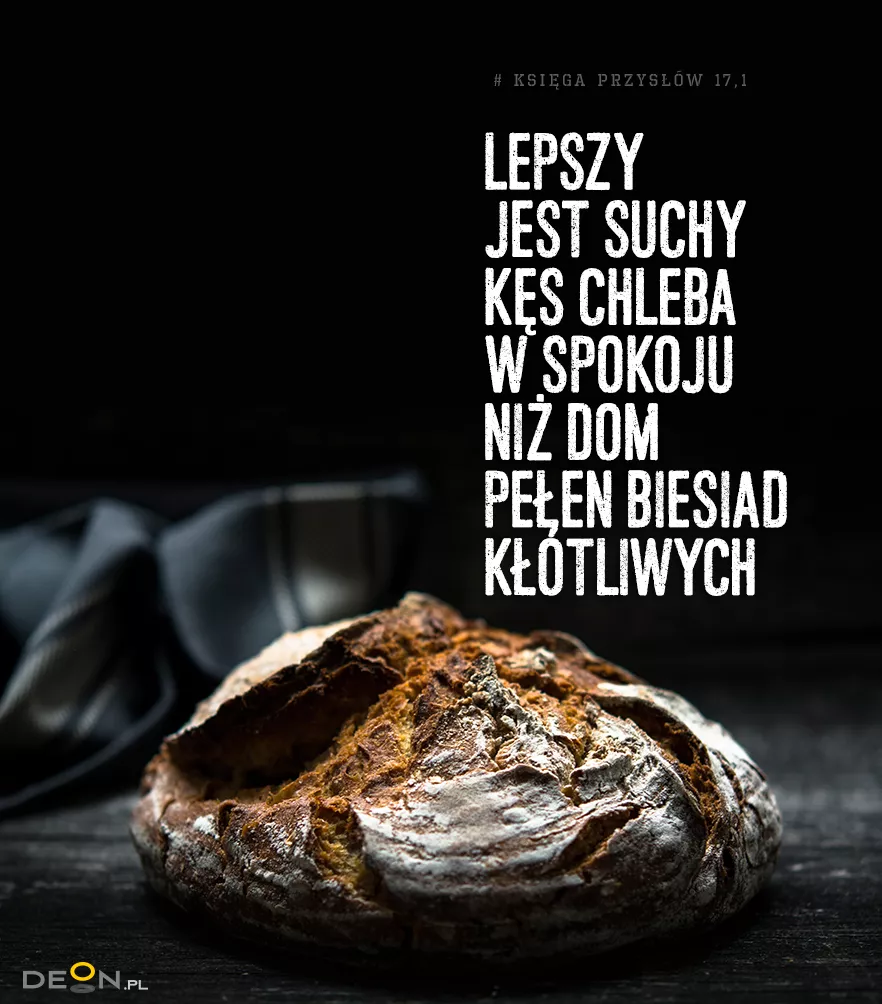 # KSIĘGA PRZYSŁÓW 17,1
LEPSZY
JEST SUCHY
KĘS CHLEBA
W SPOKOJU
NIŻ DOM
PEŁEN BIESIAD
KŁÓTLIWYCH
DEON.PL